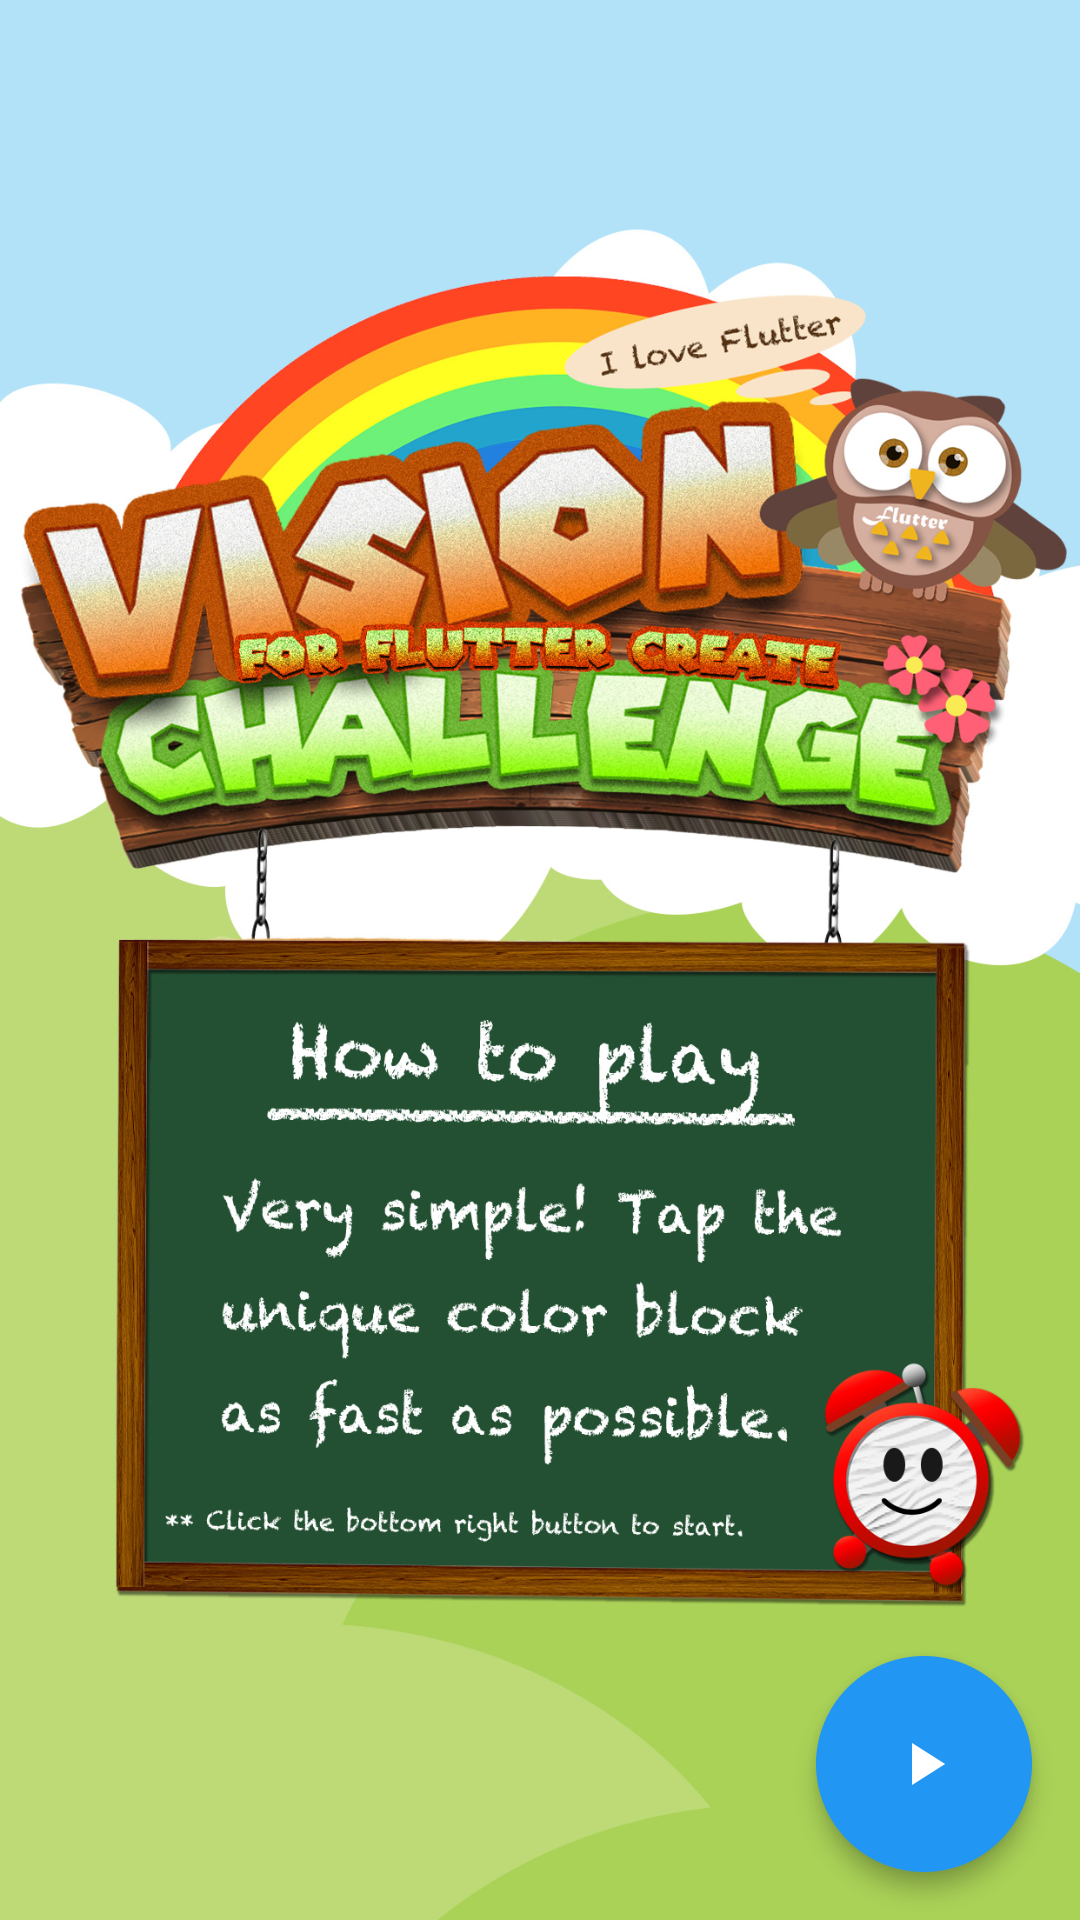 I love Flutter
VISION
Flutter
FOR FLUTTER CREATE
CHALLENGE
How to play
Very simple! Tap the
unique color block
as fast as possible.
** Click the bottom right button to start.